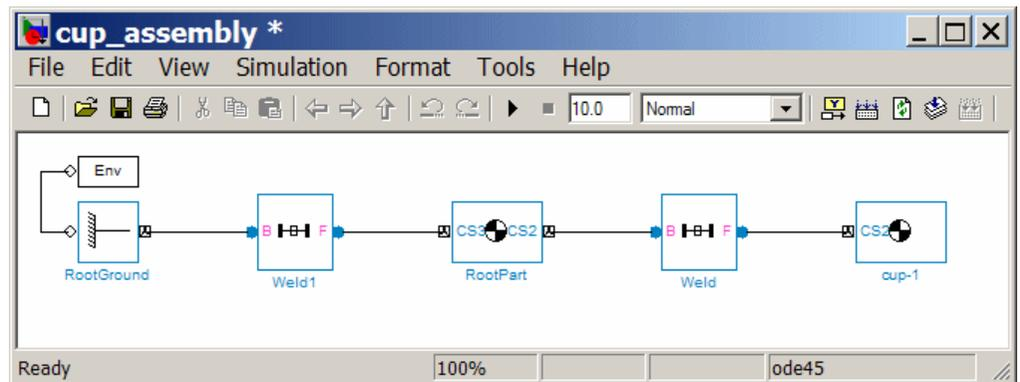 cup_assembly *
File Edit View Simulation Format Tools Help
10.0 Normal
Env
B F CS3 CS2 B F CS2
RootGround Weld1 RootPart Weld cup-1
Ready 100% ode45